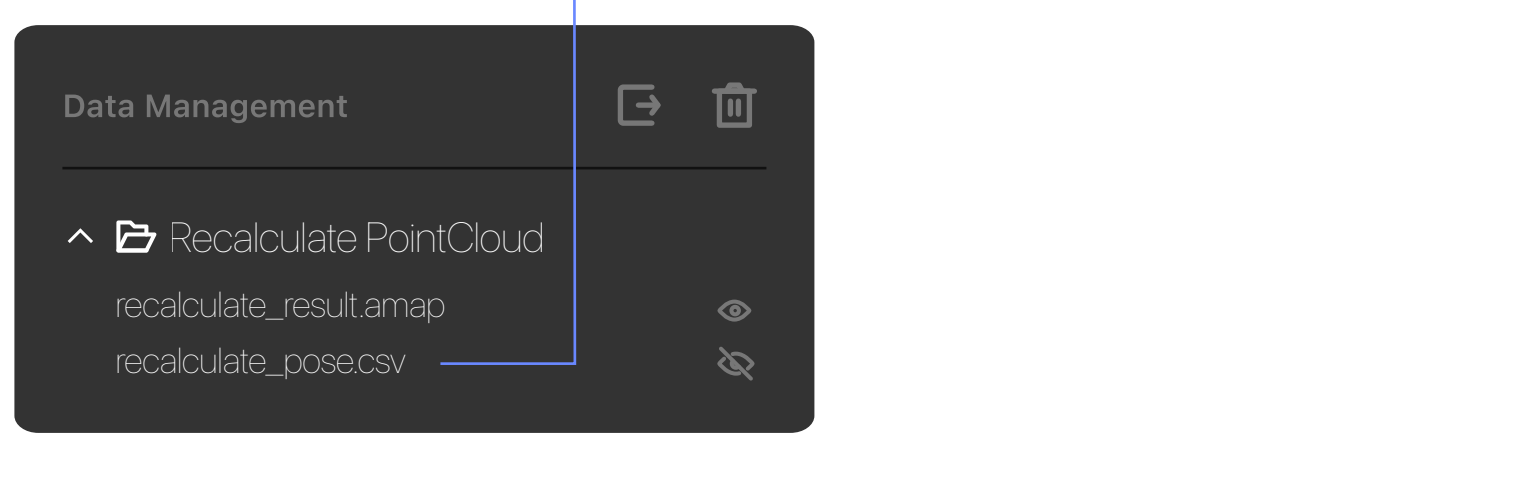 Data Management
Recalculate PointCloud
recalculate_result.amap
recalculate_pose.csv